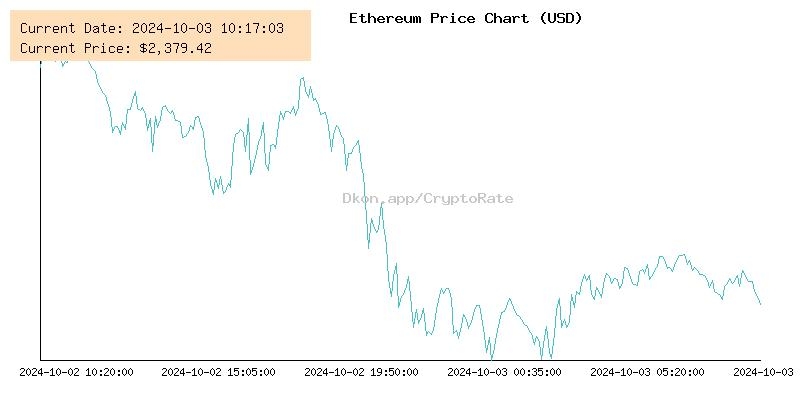 Ethereum Price Chart (USD)
Current Date: 2024-10-03 10:17:03
Current Price: $2,379.42
Dkon.app/CryptoRate
2024-10-02 10:20:00 2024-10-02 15:05:00 2024-10-02 19:50:00 2024-10-03 00:35:00 2024-10-03 05:20:00 2024-10-03